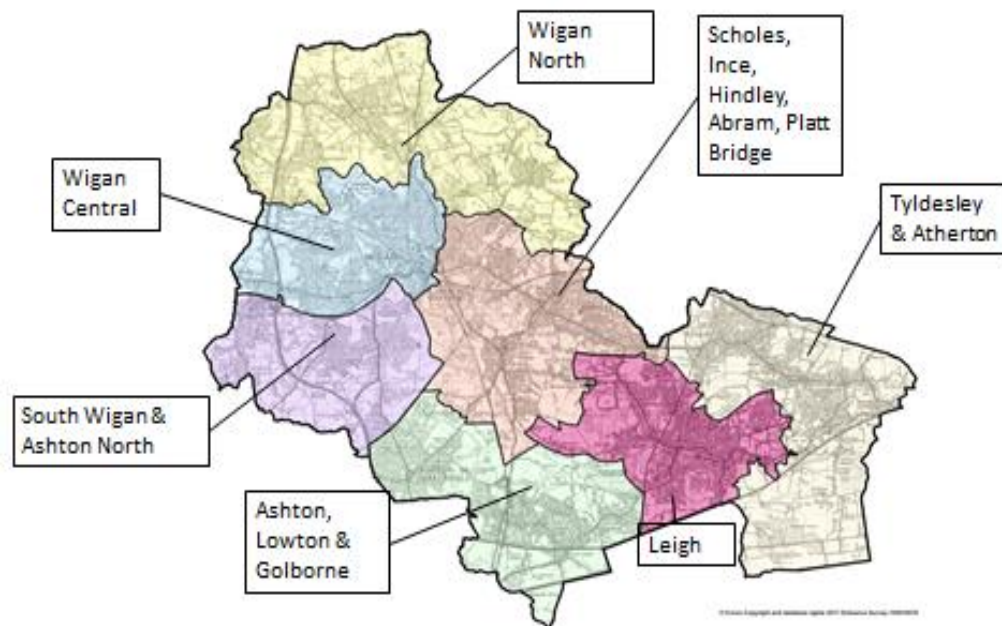 Wigan
North
Scholes,
Ince,
Hindley,
Abram, Platt
Bridge
Wigan
Central
Tyldesley
& Atherton
South Wigan &
Ashton North
Ashton,
Lowton &
Golborne
Leigh